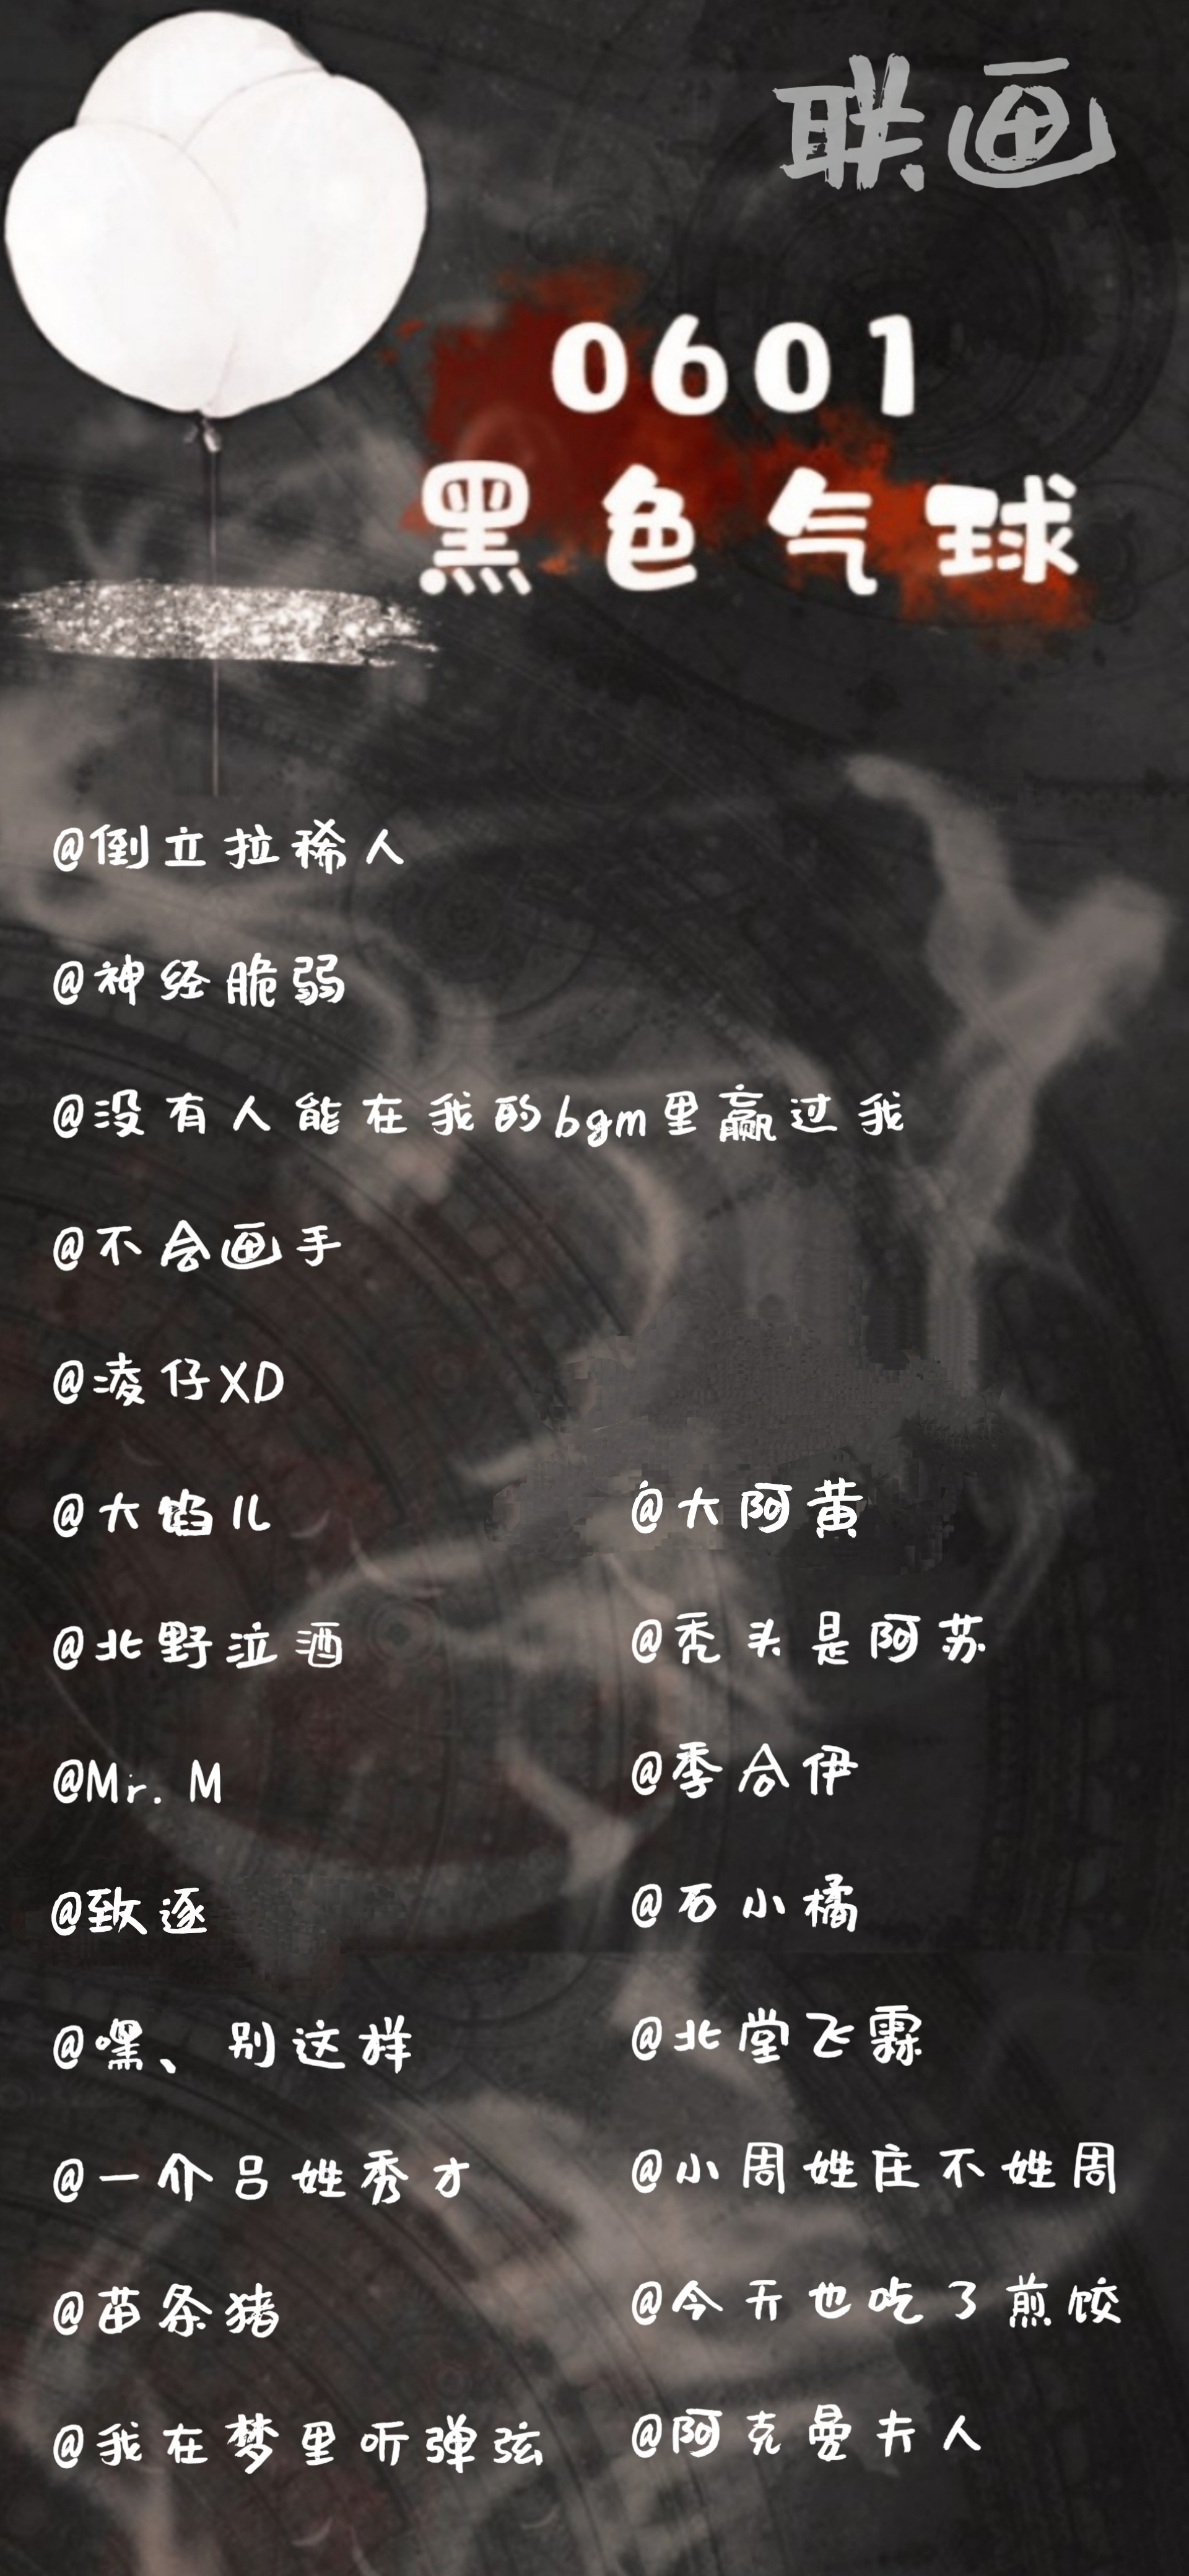 联画
0601
黑色气球
@倒立拉稀人
@神经脆弱
@没有人能在我的bgm里赢过我
@不会画手
@凌仔XD
@大馅儿
@大阿黄
@北野泣酒
@秃头是阿苏
@Mr. M
@季合伊
@致逐
@石小橘
@嘿、别这样
@北堂飞霖
@一介吕姓秀才
@小周姓庄不姓周
@苗条猪
@今天也吃了煎饺
@我在梦里听弹弦
@阿克曼夫人